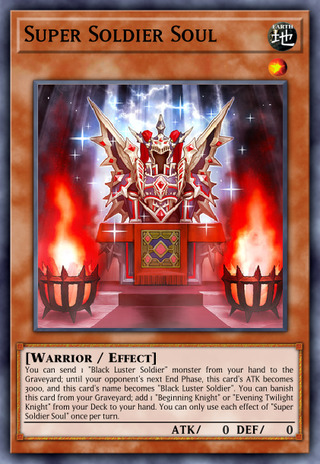 Super Soldier Soul
EARTH
地
[Warrior / Effect]
You can send 1 "Black Luster Soldier" monster from your hand to the
Graveyard; until your opponent's next End Phase, this card's ATK becomes
3000, and this card's name becomes "Black Luster Soldier". You can banish
this card from your Graveyard; add 1 "Beginning Knight" or "Evening Twilight
Knight" from your Deck to your hand. You can only use each effect of "Super
Soldier Soul" once per turn.
ATK/ 0 DEF/ 0